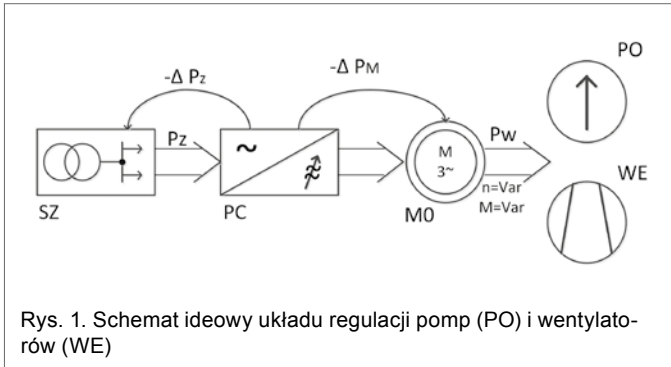 PO
-Δ Pz
-Δ PM
Pz
~
M
3~
Pw
n=Var
M=Var
WE
SZ
PC
M0
Rys. 1. Schemat ideowy układu regulacji pomp (PO) i wentylato-
rów (WE)